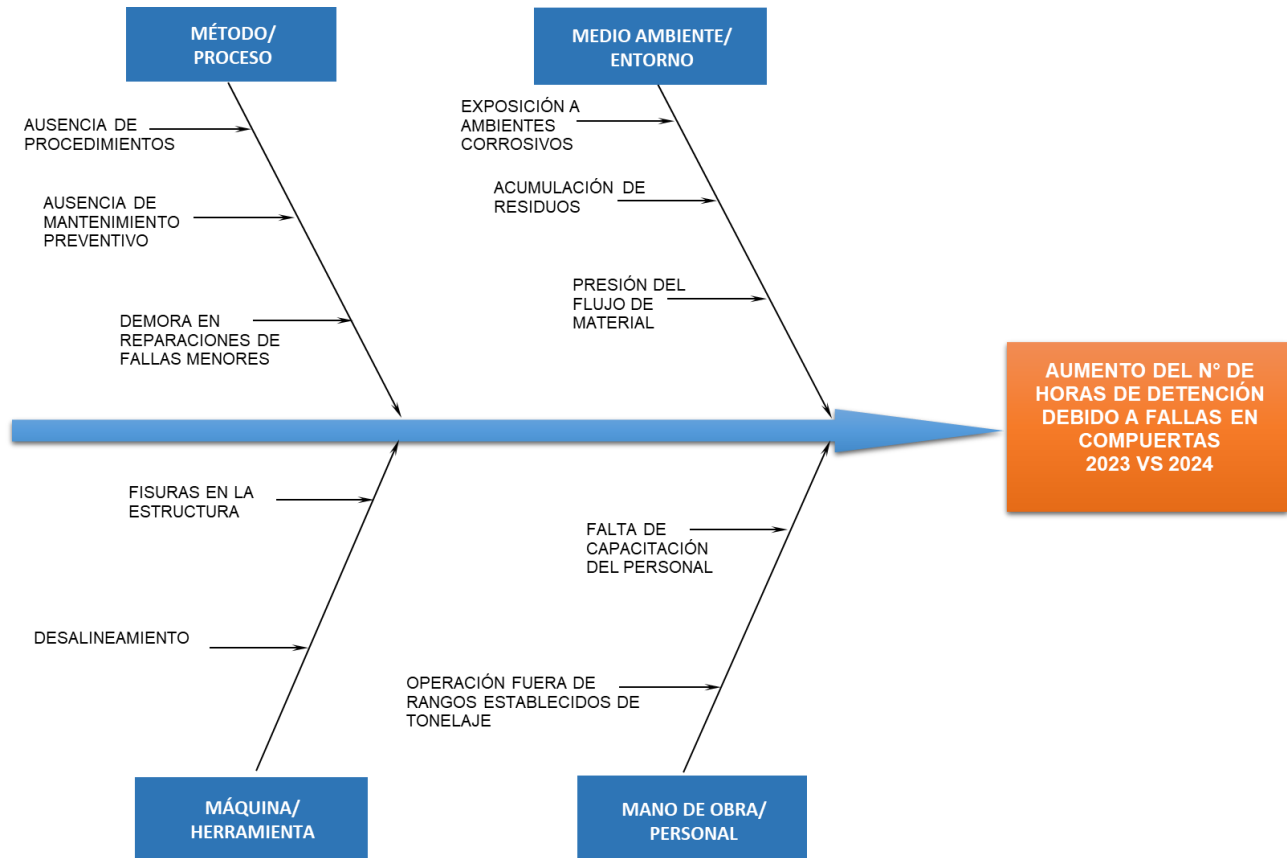 MÉTODO/
PROCESO
MEDIO AMBIENTE/
ENTORNO
AUSENCIA DE
PROCEDIMIENTOS
AUSENCIA DE
MANTENIMIENTO
PREVENTIVO
DEMORA EN
REPARACIONES DE
FALLAS MENORES
EXPOSICIÓN A
AMBIENTES
CORROSIVOS
ACUMULACIÓN DE
RESIDUOS
PRESIÓN DEL
FLUJO DE
MATERIAL
AUMENTO DEL N° DE
HORAS DE DETENCIÓN
DEBIDO A FALLAS EN
COMPUERTAS
2023 VS 2024
FISURAS EN LA
ESTRUCTURA
DESALINEAMIENTO
FALTA DE
CAPACITACIÓN
DEL PERSONAL
OPERACIÓN FUERA DE
RANGOS ESTABLECIDOS DE
TONELAJE
MÁQUINA/
HERRAMIENTA
MANO DE OBRA/
PERSONAL